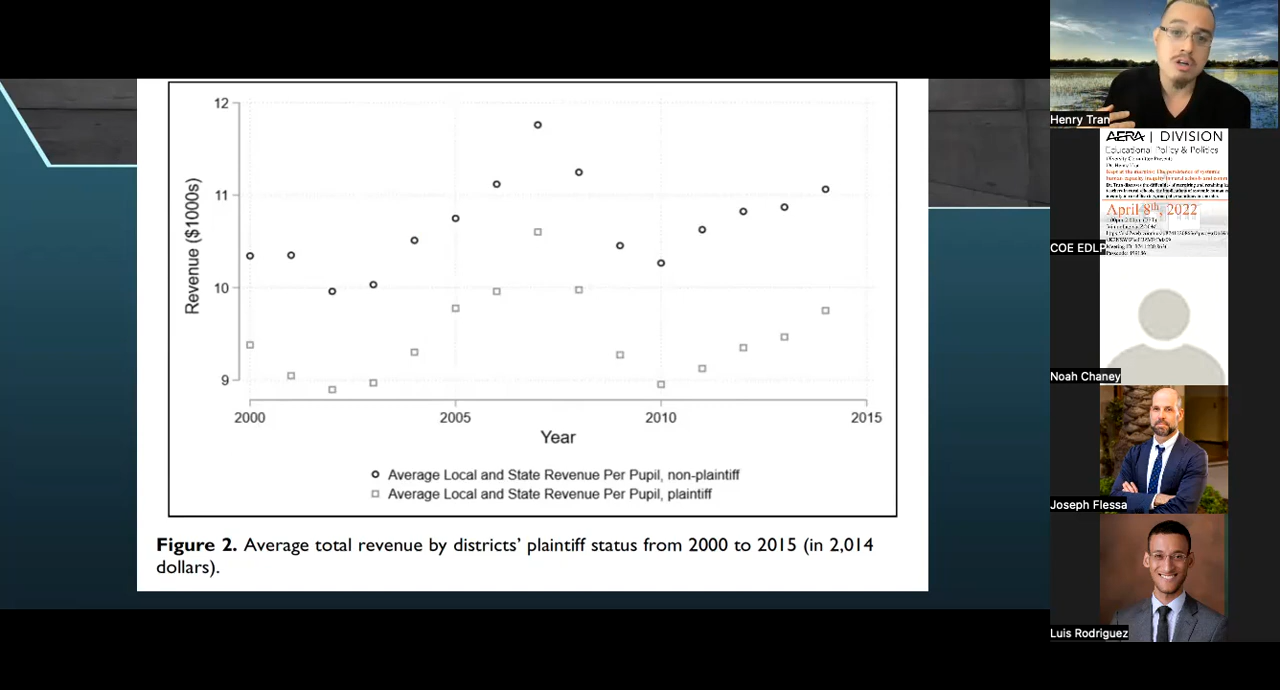 12
11
10
9
Revenue ($1000s)
2000
2005
2010
2015
Year
Average Local and State Revenue Per Pupil, non-plaintiff
Average Local and State Revenue Per Pupil, plaintiff
Figure 2. Average total revenue by districts' plaintiff status from 2000 to 2015 (in 2,014
dollars).
Henry Tran
AERA | DIVISION
Educational Policy & Politics
Dr. Henry Tran
April 8th, 2022
COE EDLP
Noah Chaney
Joseph Flessa
Luis Rodriguez